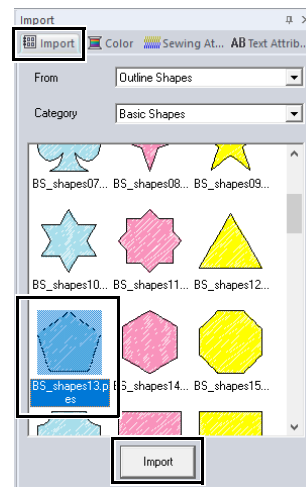 Import
Import Color Sewing At... AB Text Attrib...
From Outline Shapes
Category Basic Shapes
BS_shapes07... BS_shapes08... BS_shapes09...
BS_shapes10... BS_shapes11... BS_shapes12...
BS_shapes13.p BS_shapes14... BS_shapes15...
es
Import